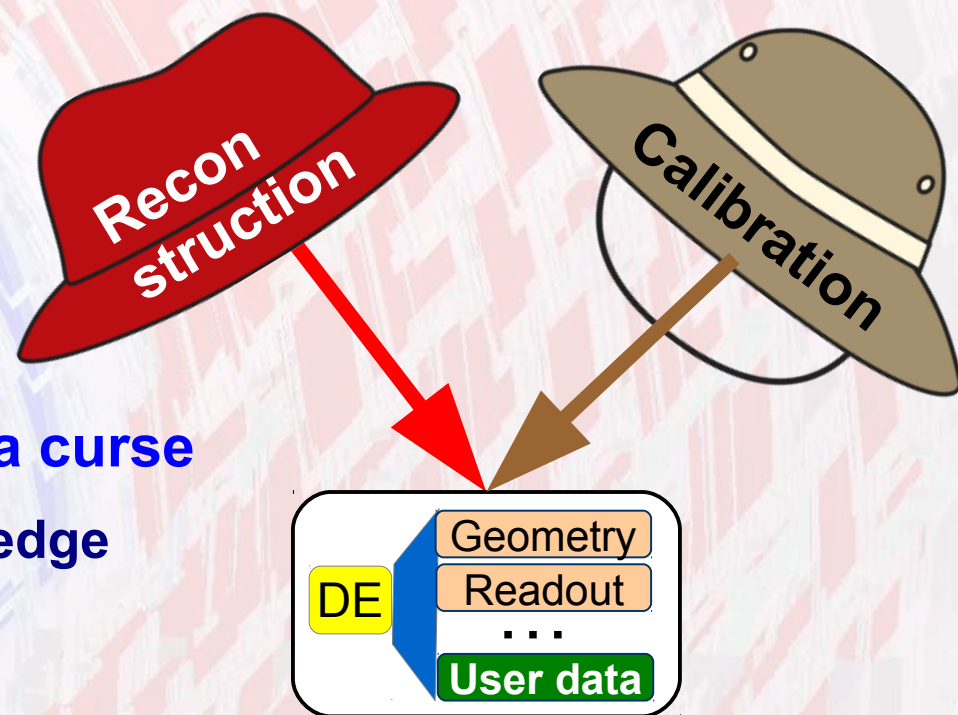 Recon
struction
Calibration
a curse
edge
Geometry
DE
Readout
...
User data